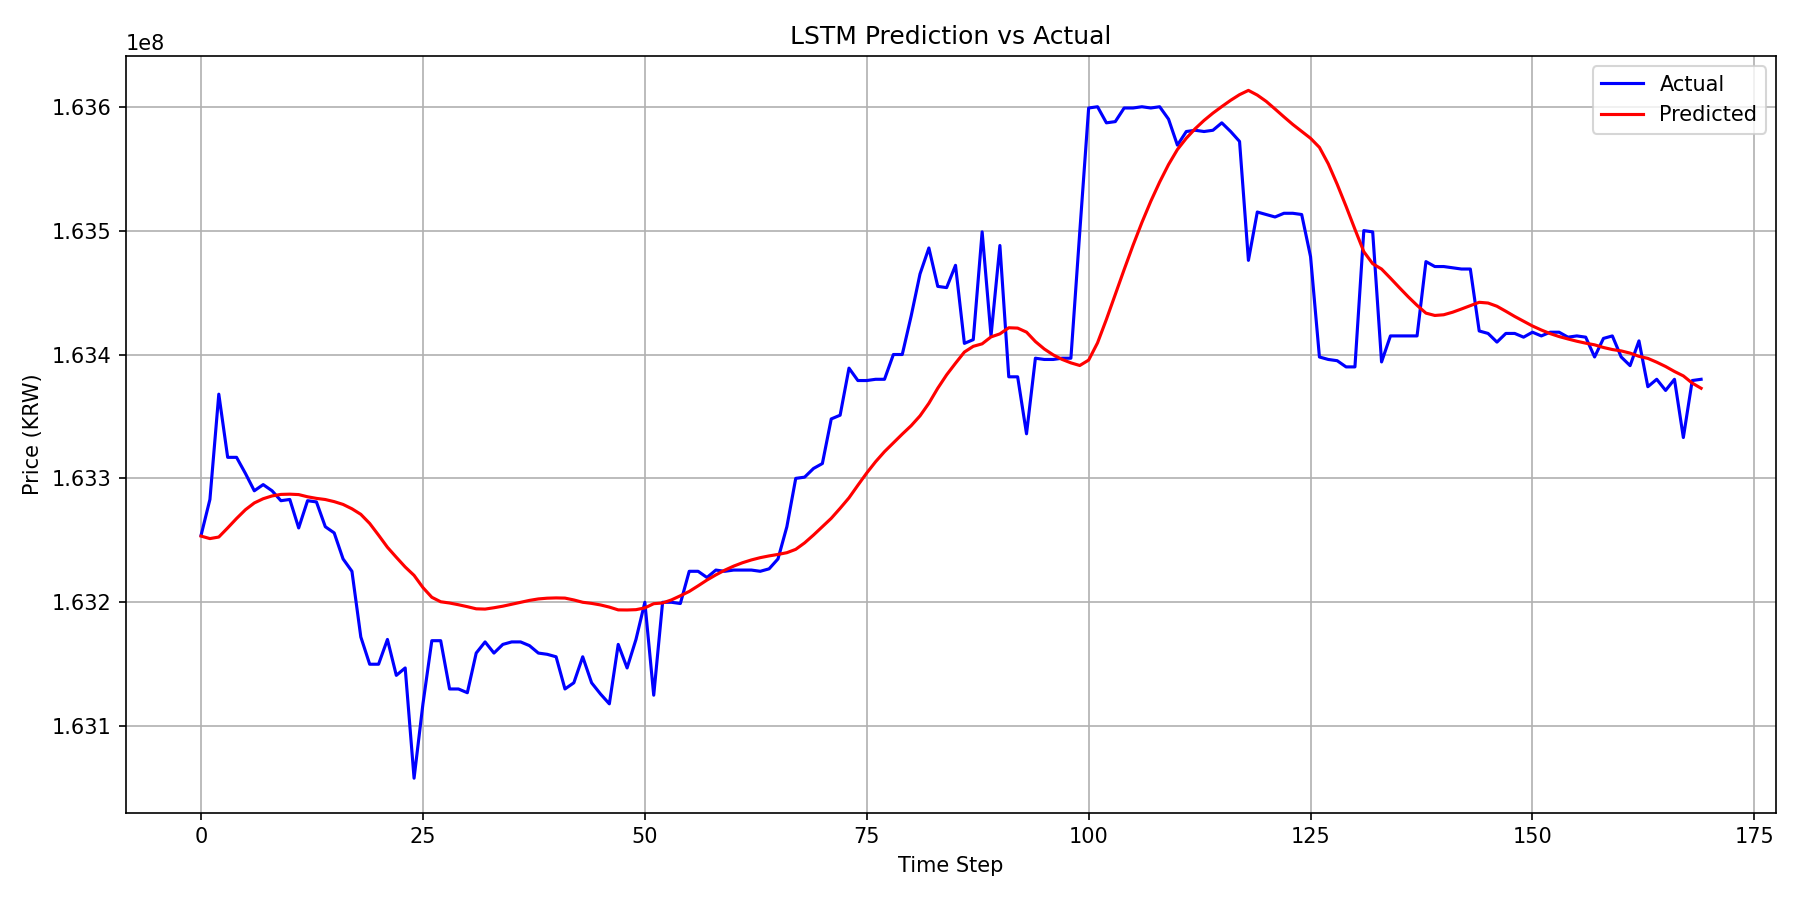 LSTM Prediction vs Actual
1e8
Actual
Predicted
1.636
1.635
1.634
1.633
1.632
1.631
Price (KRW)
0 25 50 75 100 125 150 175
Time Step